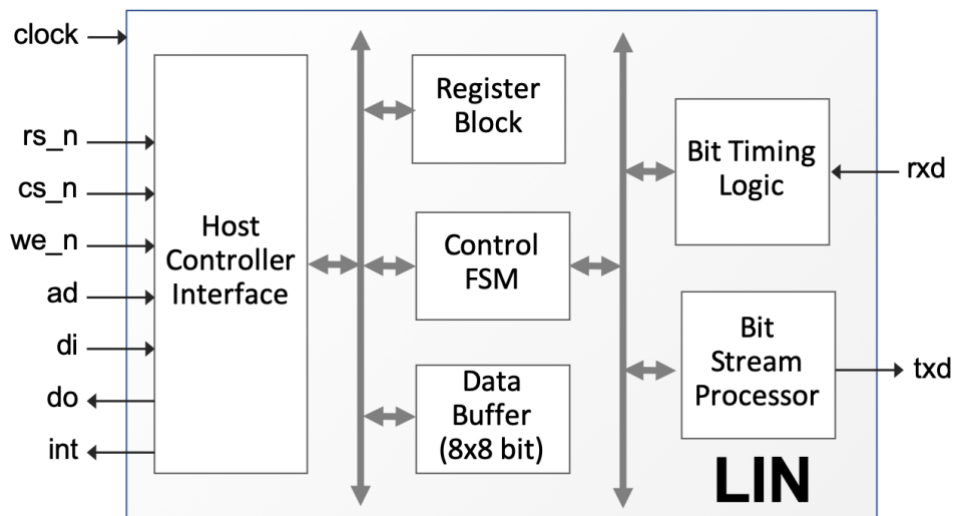 clock
rs_n
cs_n
we_n
ad
di
do
int
Host
Controller
Interface
Register
Block
Control
FSM
Data
Buffer
(8x8 bit)
Bit Timing
Logic
rxd
Bit
Stream
Processor
txd
LIN